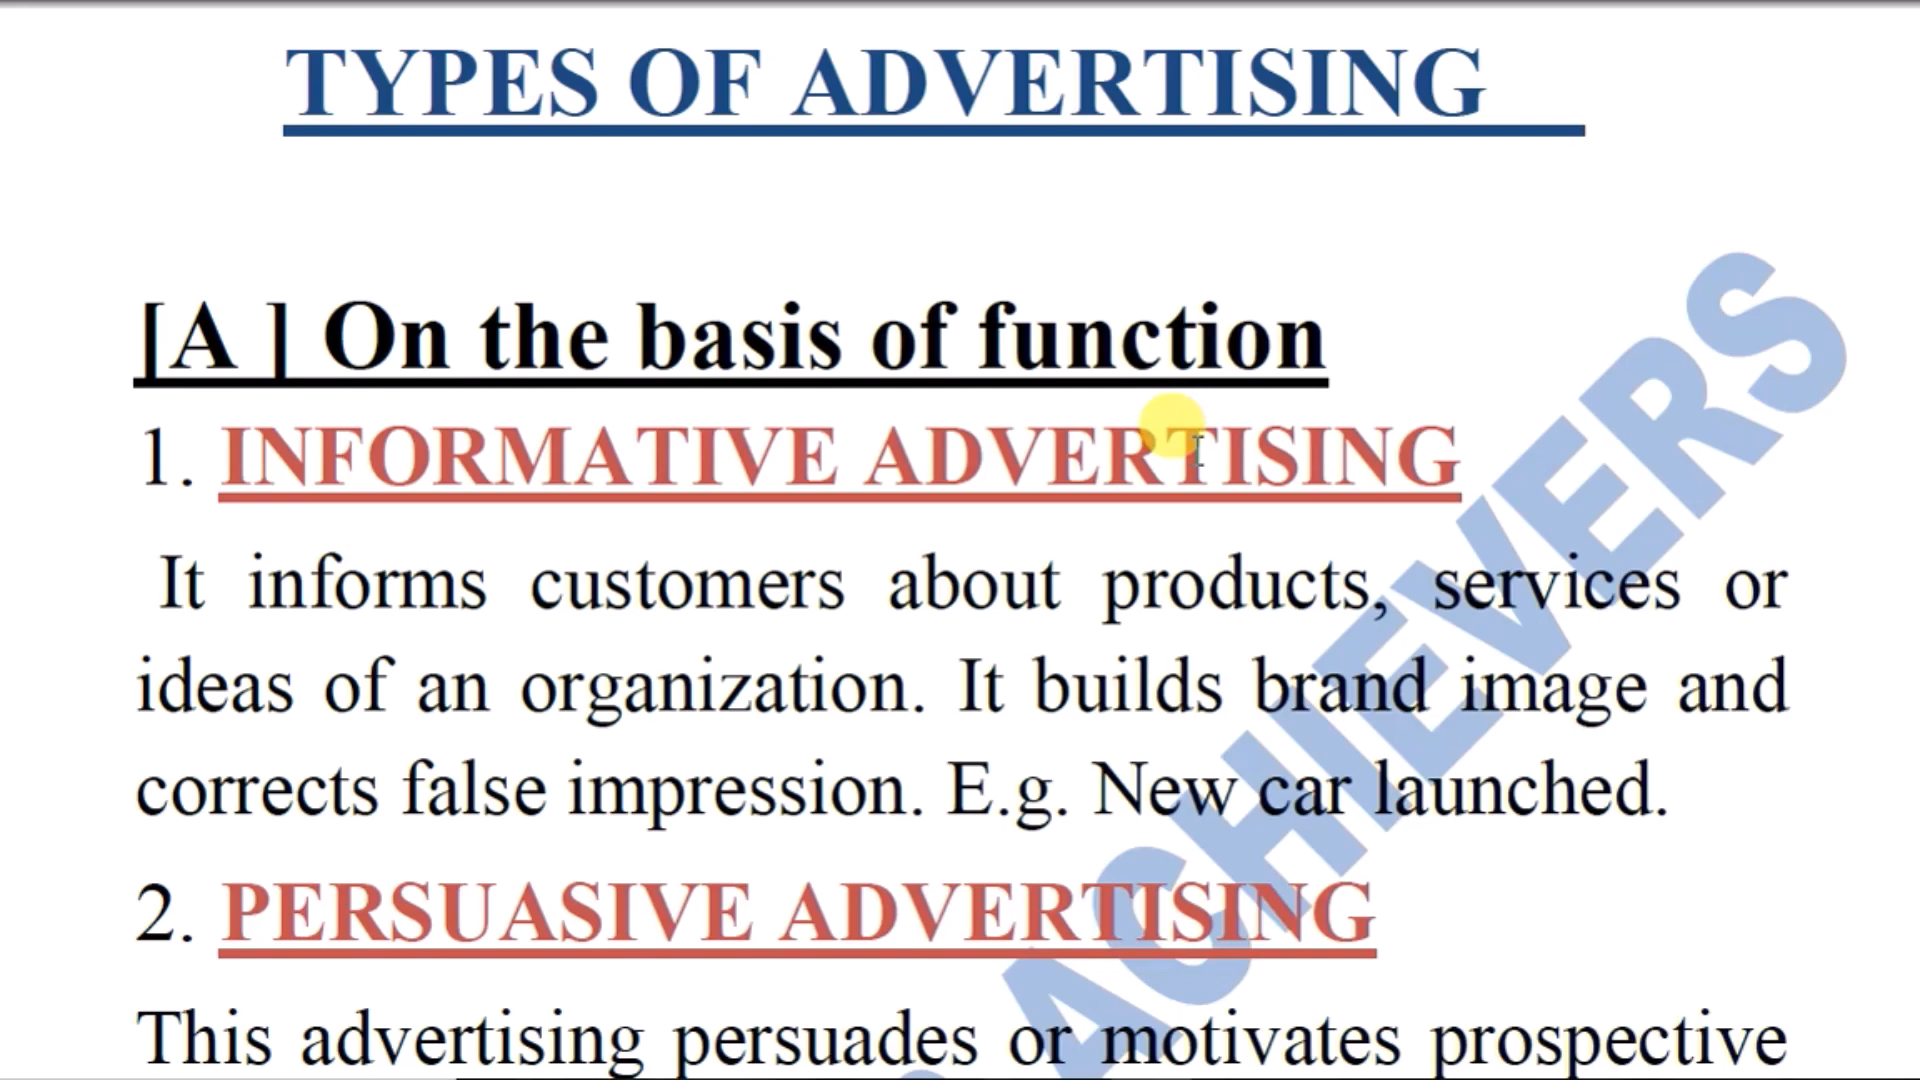 TYPES OF ADVERTISING
[A ] On the basis of function
1. INFORMATIVE ADVERTISING
It informs customers about products, services or
ideas of an organization. It builds brand image and
corrects false impression. E.g. New car launched.
2. PERSUASIVE ADVERTISING
This advertising persuades or motivates prospective
ACHIEVERS